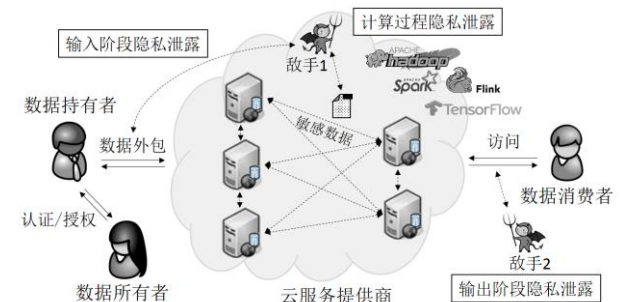 输入阶段隐私泄露
计算过程隐私泄露
敌手1
APACHE
hadoop
APACHE
Spark
Flink
TensorFlow
数据持有者
数据外包
敏感数据
访问
数据消费者
认证/授权
敌手2
数据所有者
云服务提供商
输出阶段隐私泄露